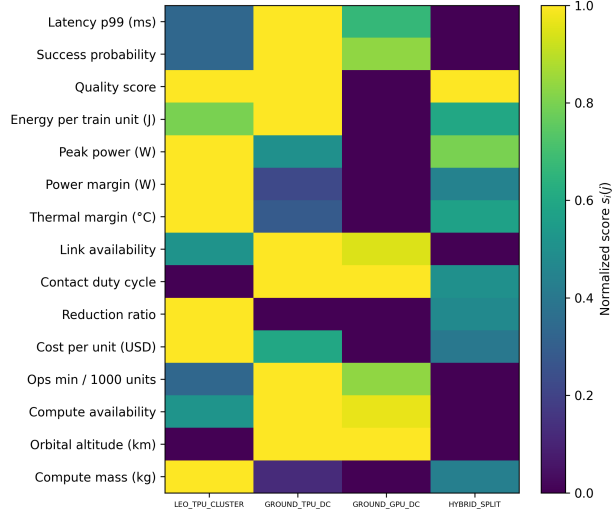 Latency p99 (ms)
Success probability
Quality score
Energy per train unit (J)
Peak power (W)
Power margin (W)
Thermal margin (°C)
Link availability
Contact duty cycle
Reduction ratio
Cost per unit (USD)
Ops min / 1000 units
Compute availability
Orbital altitude (km)
Compute mass (kg)
LEO_TPU_CLUSTER GROUND_TPU_DC GROUND_GPU_DC HYBRID_SPLIT
1.0
0.8
0.6
0.4
0.2
0.0
Normalized score sᵢ(j)